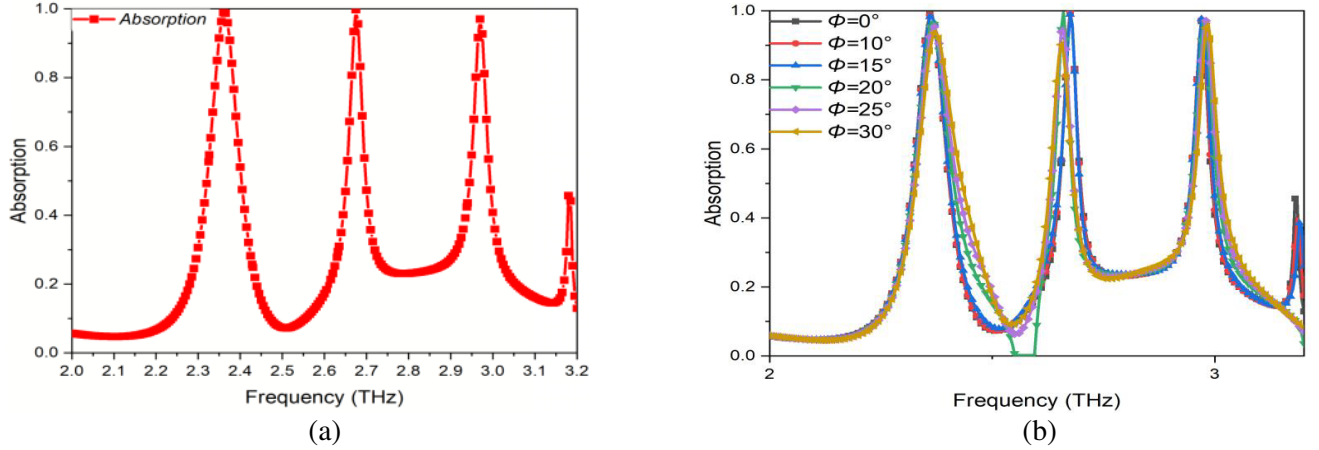 1.0
0.8
0.6
0.4
0.2
0.0
Absorption
Absorption
2.0 2.1 2.2 2.3 2.4 2.5 2.6 2.7 2.8 2.9 3.0 3.1 3.2
Frequency (THz)
(a)
1.0
0.8
0.6
0.4
0.2
0.0
Absorption
Φ=0°
Φ=10°
Φ=15°
Φ=20°
Φ=25°
Φ=30°
2 3
Frequency (THz)
(b)